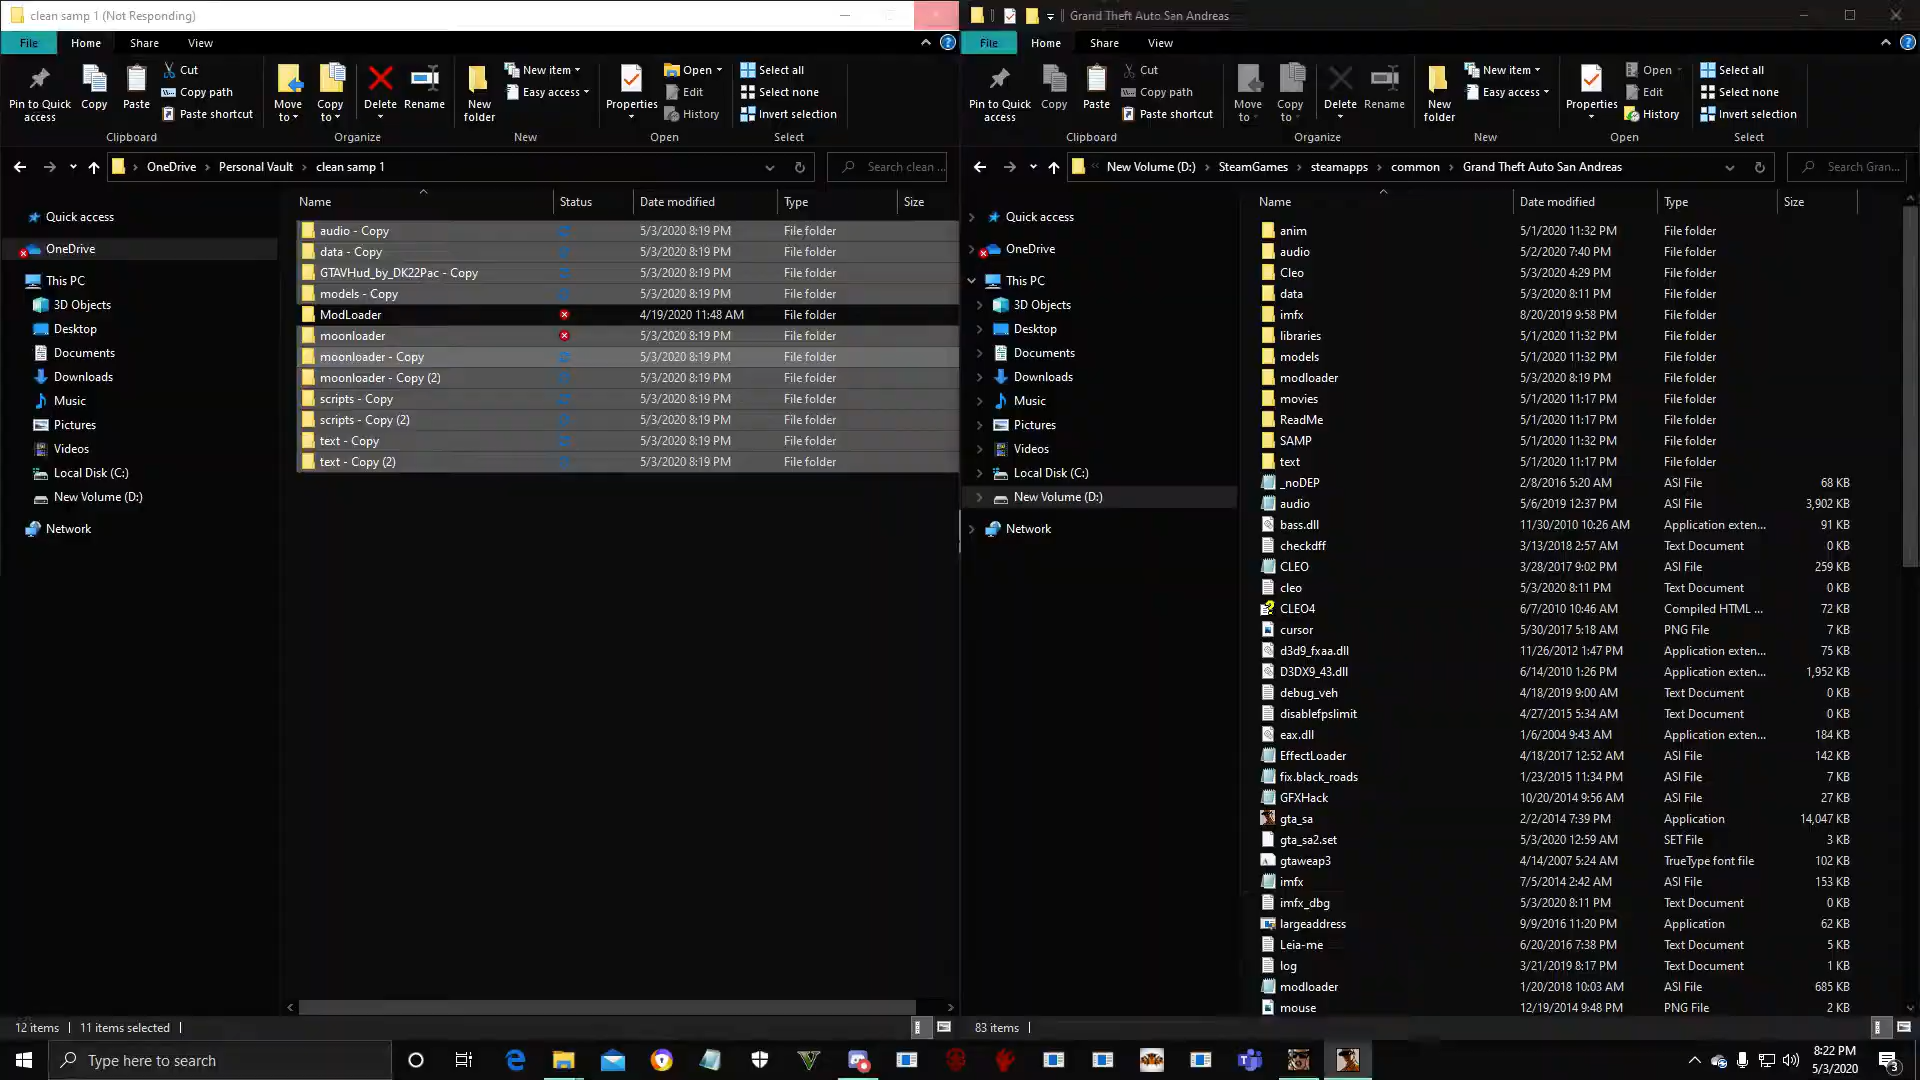 clean samp 1 (Not Responding)
File Home Share View
Pin to Quick access
Copy
Paste
Cut
Copy path
Paste shortcut
Clipboard
Move to
Copy to
Delete
Rename
Organize
New folder
New item
Easy access
New
Properties
Open
Edit
History
Open
Select all
Select none
Invert selection
Select
OneDrive › Personal Vault › clean samp 1
Search clean ...
Quick access
OneDrive
This PC
3D Objects
Desktop
Documents
Downloads
Music
Pictures
Videos
Local Disk (C:)
New Volume (D:)
Network
Name Status Date modified Type Size
audio - Copy 5/3/2020 8:19 PM File folder
data - Copy 5/3/2020 8:19 PM File folder
GTAVHud_by_DK22Pac - Copy 5/3/2020 8:19 PM File folder
models - Copy 5/3/2020 8:19 PM File folder
ModLoader 4/19/2020 11:48 AM File folder
moonloader 5/3/2020 8:19 PM File folder
moonloader - Copy 5/3/2020 8:19 PM File folder
moonloader - Copy (2) 5/3/2020 8:19 PM File folder
scripts - Copy 5/3/2020 8:19 PM File folder
scripts - Copy (2) 5/3/2020 8:19 PM File folder
text - Copy 5/3/2020 8:19 PM File folder
text - Copy (2) 5/3/2020 8:19 PM File folder
12 items 11 items selected
Grand Theft Auto San Andreas
File Home Share View
Pin to Quick access
Copy
Paste
Cut
Copy path
Paste shortcut
Clipboard
Move to
Copy to
Delete
Rename
Organize
New folder
New item
Easy access
New
Properties
Open
Edit
History
Open
Select all
Select none
Invert selection
Select
« New Volume (D:) › SteamGames › steamapps › common › Grand Theft Auto San Andreas
Search Gran...
Quick access
OneDrive
This PC
3D Objects
Desktop
Documents
Downloads
Music
Pictures
Videos
Local Disk (C:)
New Volume (D:)
Network
Name Date modified Type Size
anim 5/1/2020 11:32 PM File folder
audio 5/2/2020 7:40 PM File folder
Cleo 5/3/2020 4:29 PM File folder
data 5/3/2020 8:11 PM File folder
imfx 8/20/2019 9:58 PM File folder
libraries 5/1/2020 11:32 PM File folder
models 5/1/2020 11:32 PM File folder
modloader 5/3/2020 8:19 PM File folder
movies 5/1/2020 11:17 PM File folder
ReadMe 5/1/2020 11:17 PM File folder
SAMP 5/1/2020 11:32 PM File folder
text 5/1/2020 11:17 PM File folder
_noDEP 2/8/2016 5:20 AM ASI File 68 KB
audio 5/6/2019 12:37 PM ASI File 3,902 KB
bass.dll 11/30/2010 10:26 AM Application exten... 91 KB
checkdff 3/13/2018 2:57 AM Text Document 0 KB
CLEO 3/28/2017 9:02 PM ASI File 259 KB
cleo 5/3/2020 8:11 PM Text Document 0 KB
CLEO4 6/7/2010 10:46 AM Compiled HTML ... 72 KB
cursor 5/30/2017 5:18 AM PNG File 7 KB
d3d9_fxaa.dll 11/26/2012 1:47 PM Application exten... 75 KB
D3DX9_43.dll 6/14/2010 1:26 PM Application exten... 1,952 KB
debug_veh 4/18/2019 9:00 AM Text Document 0 KB
disablefpslimit 4/27/2015 5:34 AM Text Document 0 KB
eax.dll 1/6/2004 9:43 AM Application exten... 184 KB
EffectLoader 4/18/2017 12:52 AM ASI File 142 KB
fix.black_roads 1/23/2015 11:34 PM ASI File 7 KB
GFXHack 10/20/2014 9:56 AM ASI File 27 KB
gta_sa 2/2/2014 7:39 PM Application 14,047 KB
gta_sa2.set 5/3/2020 12:59 AM SET File 3 KB
gtaweap3 4/14/2007 5:24 AM TrueType font file 102 KB
imfx 7/5/2014 2:42 AM ASI File 153 KB
imfx_dbg 5/3/2020 8:11 PM Text Document 0 KB
largeaddress 9/9/2016 11:20 PM Application 62 KB
Leia-me 6/20/2016 7:38 PM Text Document 5 KB
log 3/21/2019 8:17 PM Text Document 1 KB
modloader 1/20/2018 10:03 AM ASI File 685 KB
mouse 12/19/2014 9:48 PM PNG File 2 KB
83 items
Type here to search
8:22 PM
5/3/2020
3